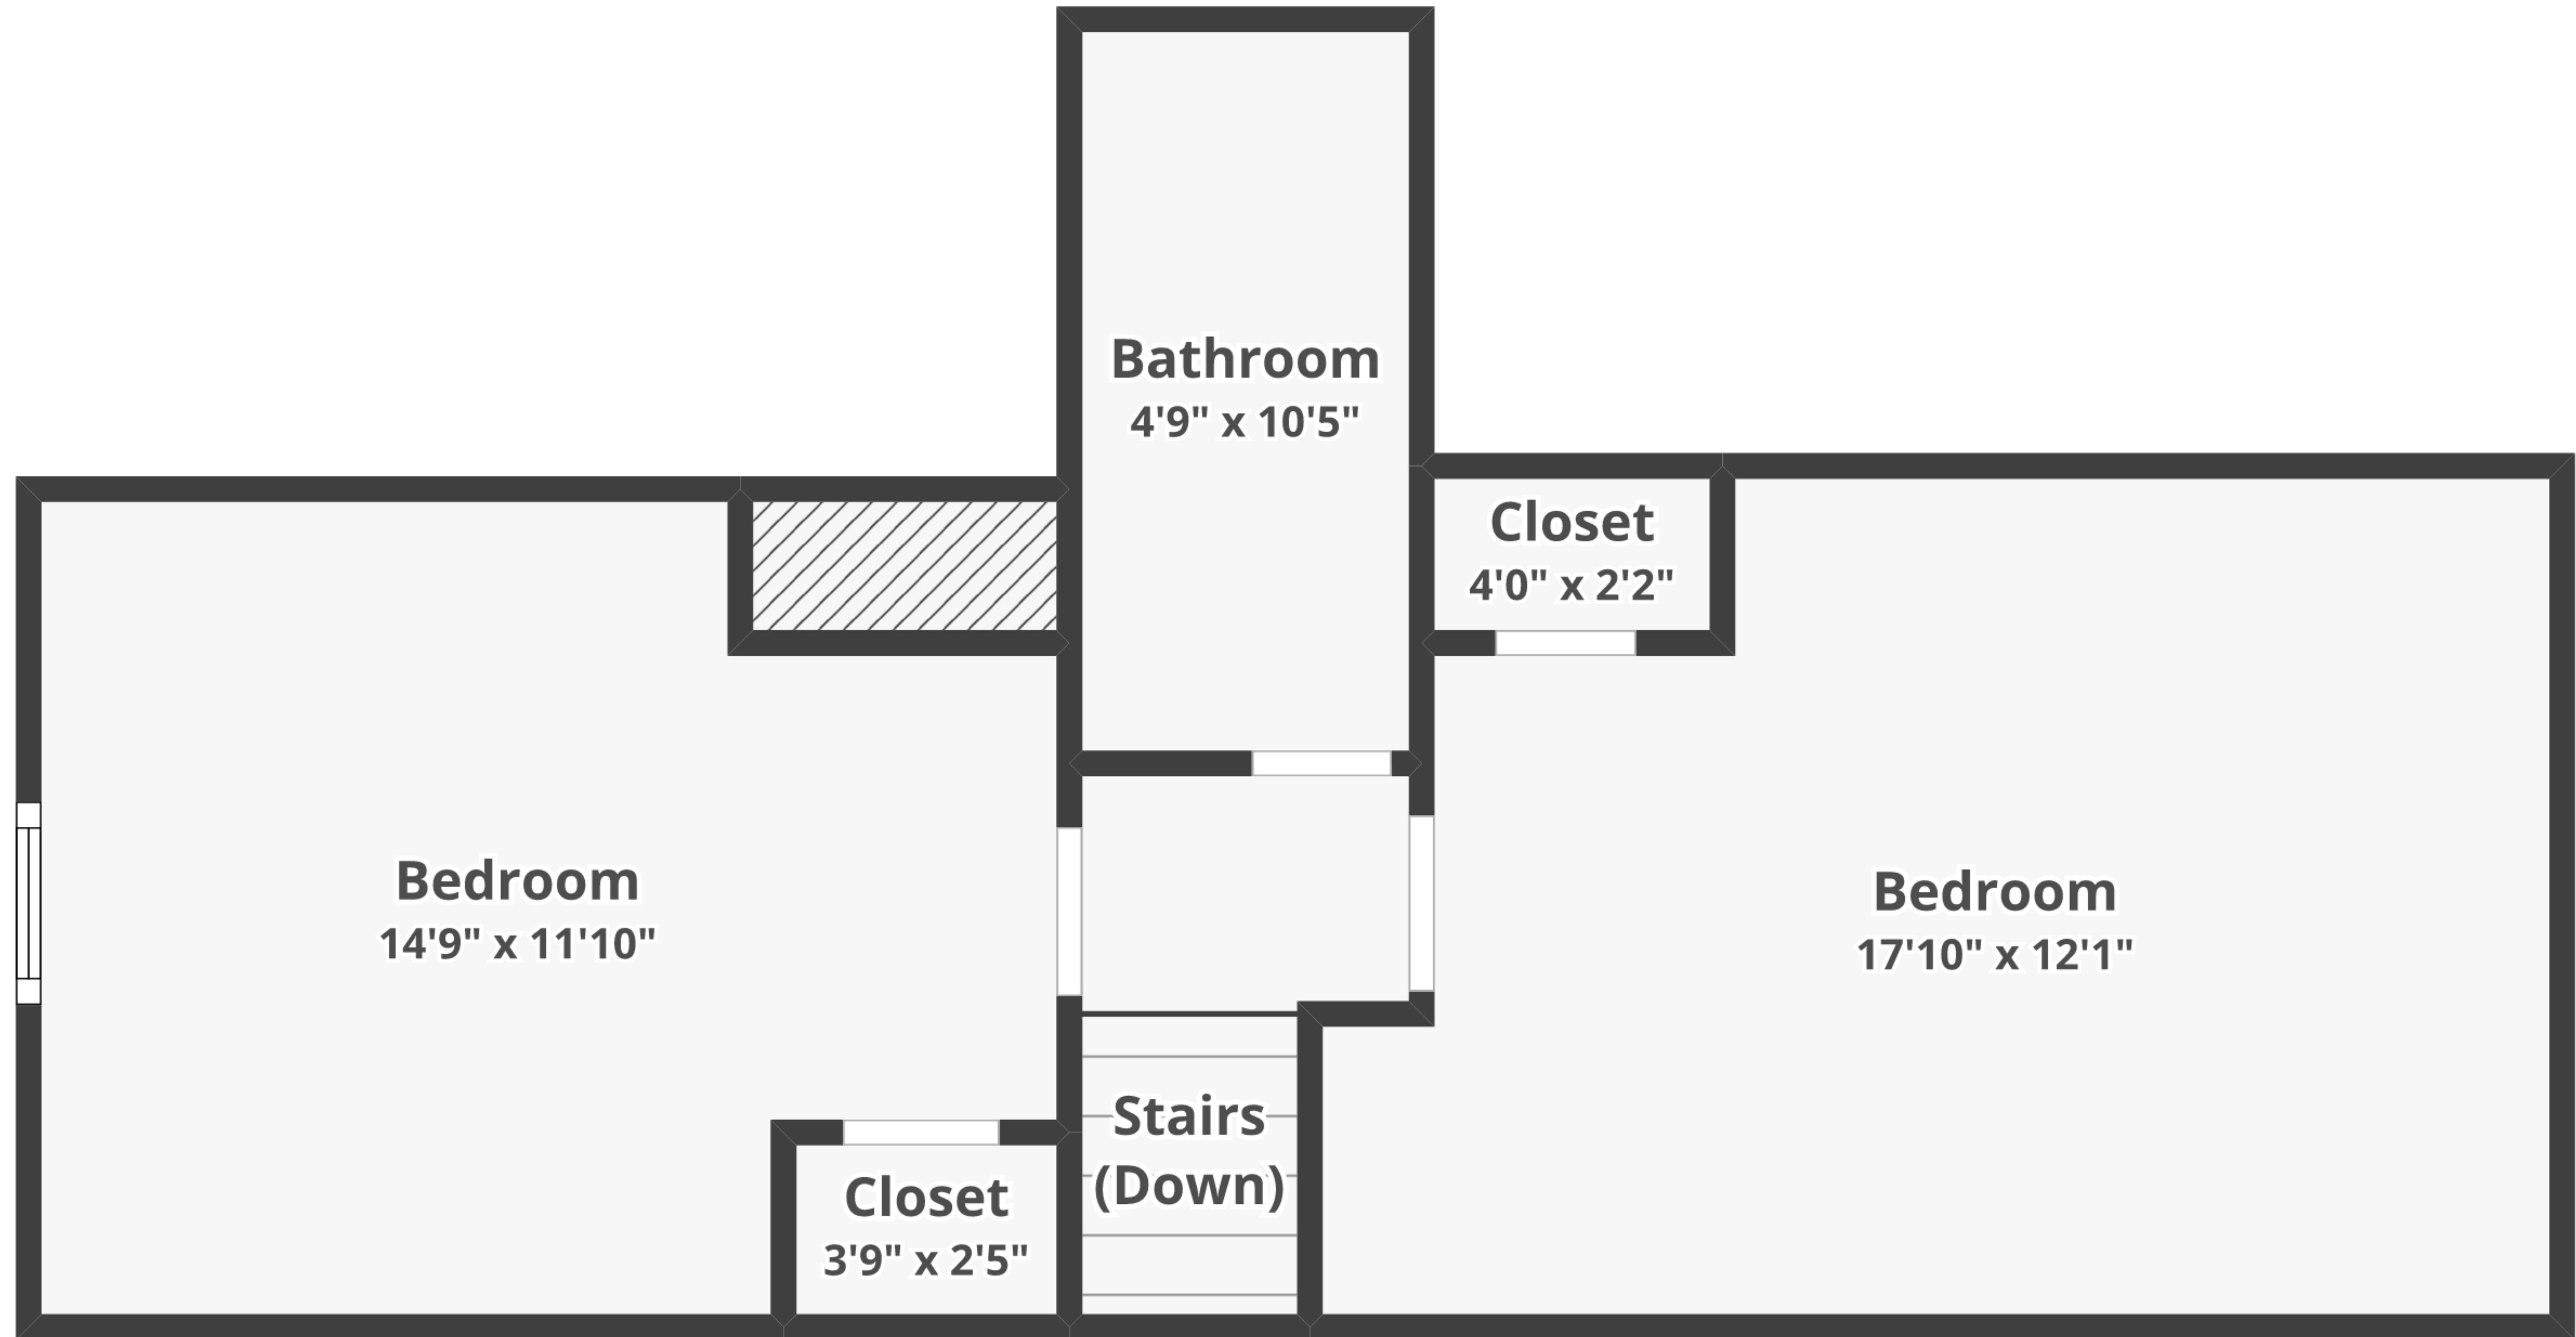 Bathroom
4'9" x 10'5"
Closet
4'0" x 2'2"
Bedroom
14'9" x 11'10"
Bedroom
17'10" x 12'1"
Stairs
(Down)
Closet
3'9" x 2'5"